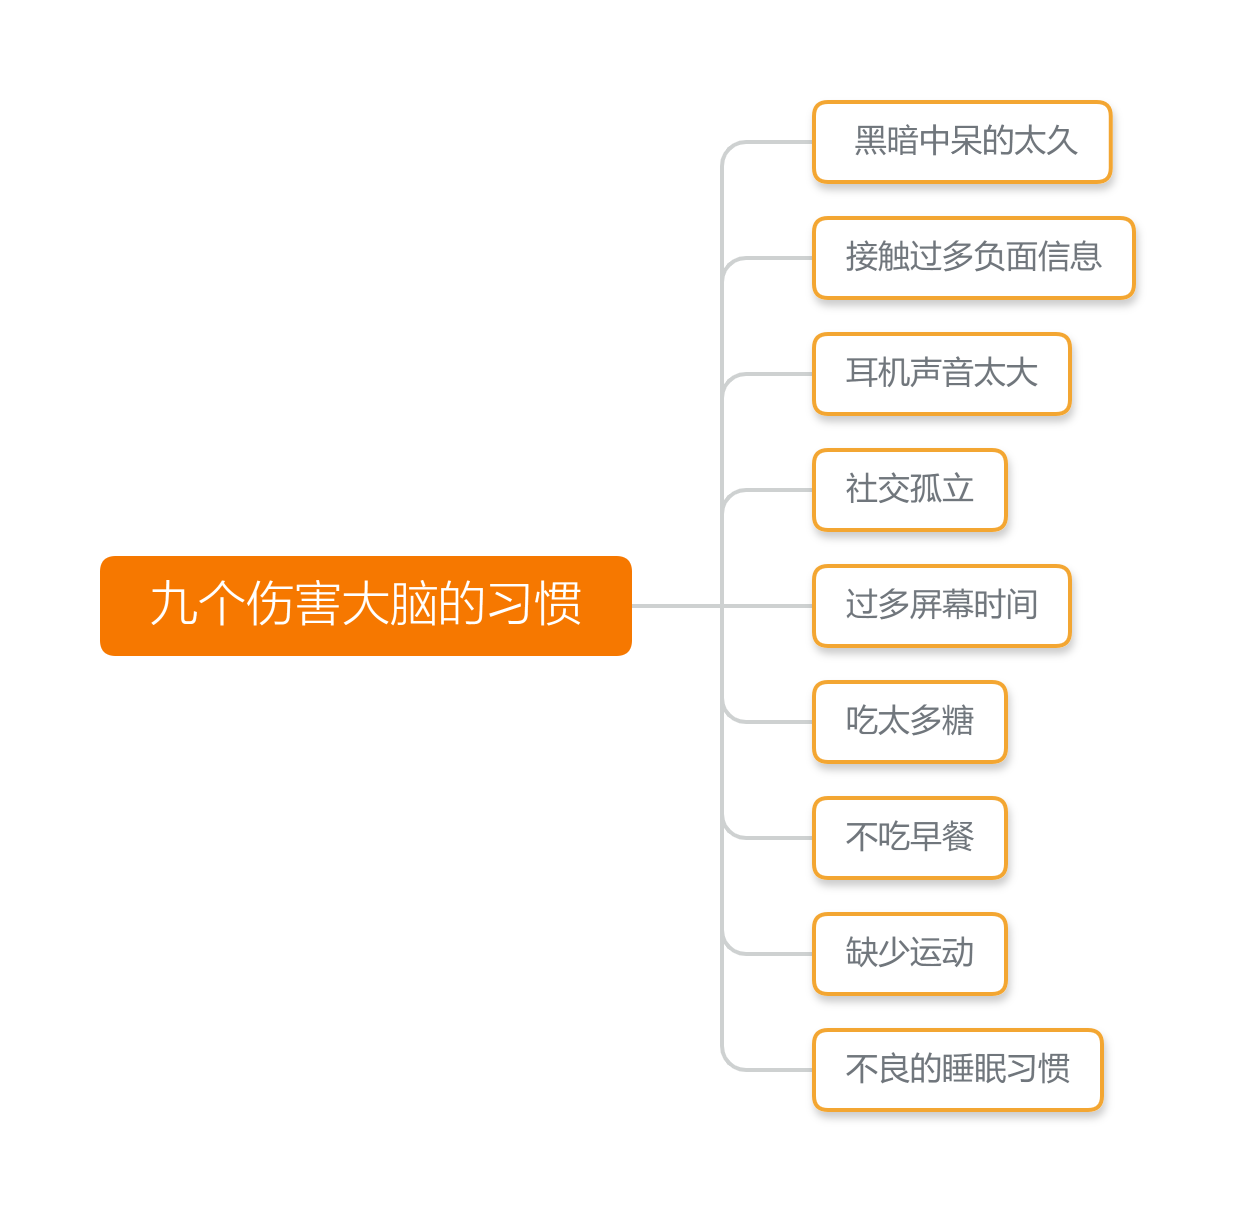 九个伤害大脑的习惯
黑暗中呆的太久
接触过多负面信息
耳机声音太大
社交孤立
过多屏幕时间
吃太多糖
不吃早餐
缺少运动
不良的睡眠习惯